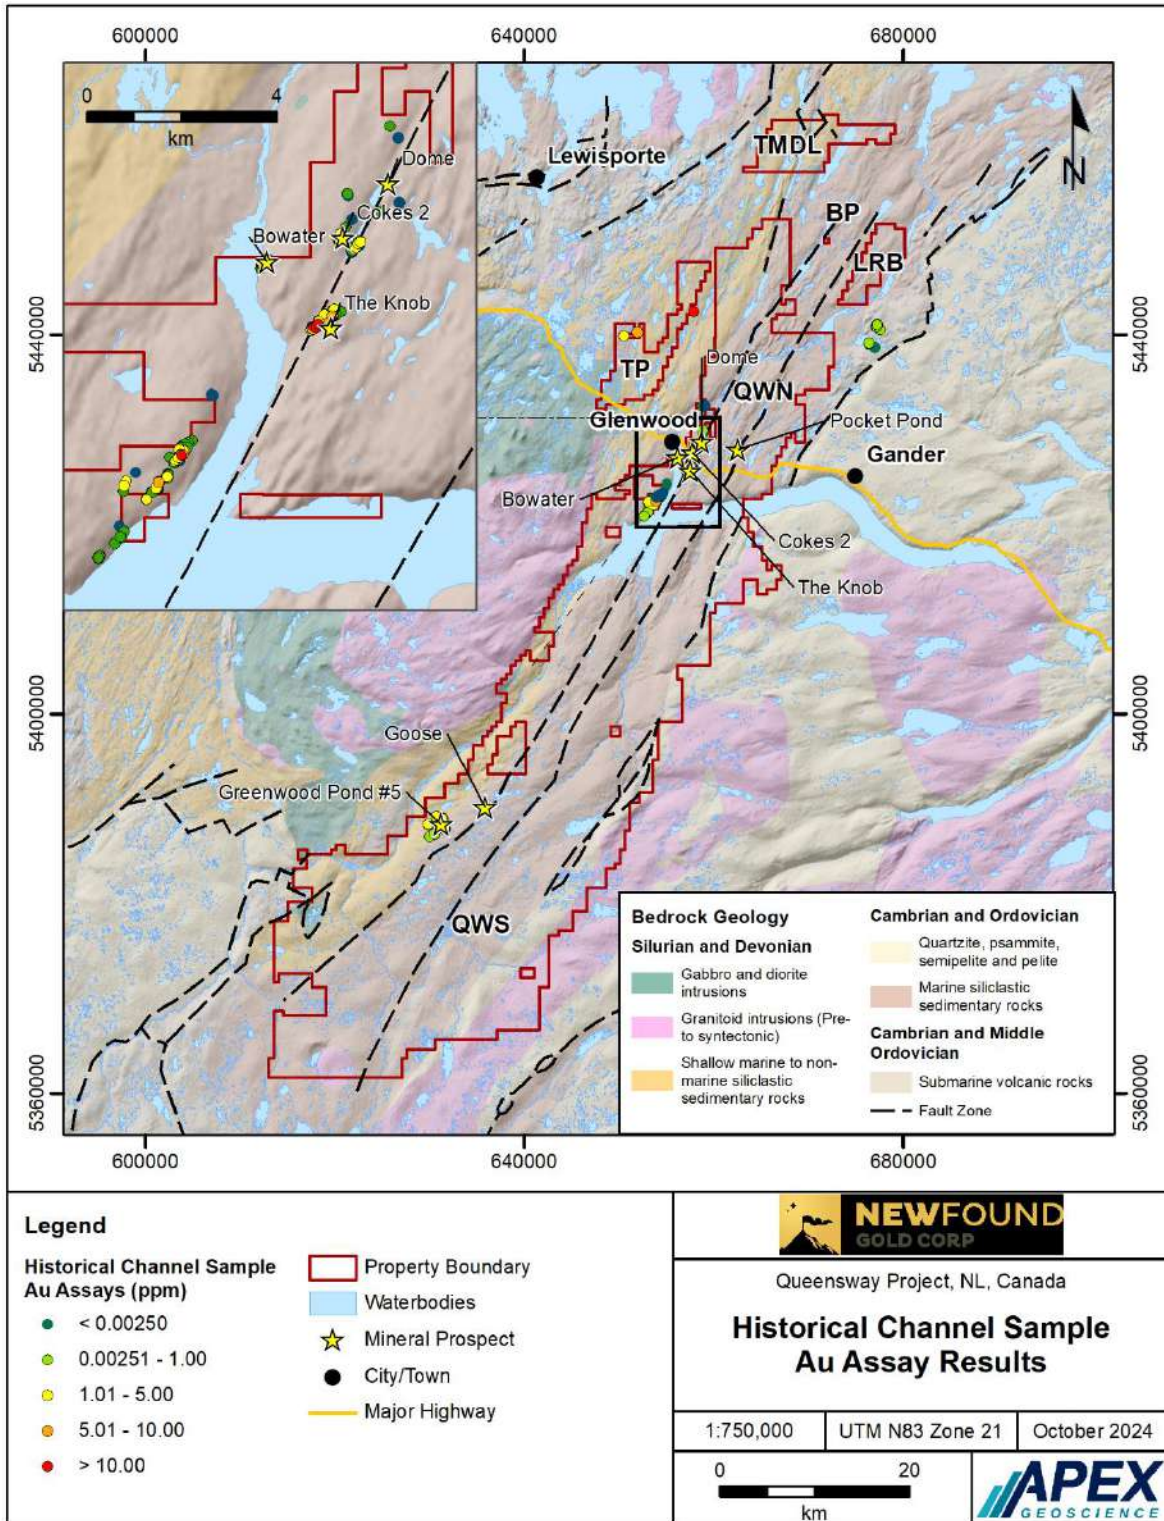 600000
640000
680000
0
4
km
Dome
Cokes 2
Bowater
The Knob
TMDL
Lewisporte
N
BP
LRB
5440000
5440000
TP
Dome
QWN
Glenwood
Pocket Pond
Gander
Bowater
Cokes 2
The Knob
5400000
5400000
Goose
Greenwood Pond #5
QWS
Bedrock Geology
Silurian and Devonian
Gabbro and diorite
intrusions
Granitoid intrusions (Pre-
to syntectonic)
Shallow marine to non-
marine siliclastic
sedimentary rocks
Cambrian and Ordovician
Quartzite, psammite,
semipelite and pelite
Marine siliclastic
sedimentary rocks
Cambrian and Middle
Ordovician
Submarine volcanic rocks
Fault Zone
5360000
5360000
600000
640000
680000
Legend
Historical Channel Sample
Au Assays (ppm)
< 0.00250
0.00251 - 1.00
1.01 - 5.00
5.01 - 10.00
> 10.00
Property Boundary
Waterbodies
Mineral Prospect
City/Town
Major Highway
NEWFOUND
GOLD CORP
Queensway Project, NL, Canada
Historical Channel Sample
Au Assay Results
1:750,000
UTM N83 Zone 21
October 2024
0
20
km
APEX
GEOSCIENCE